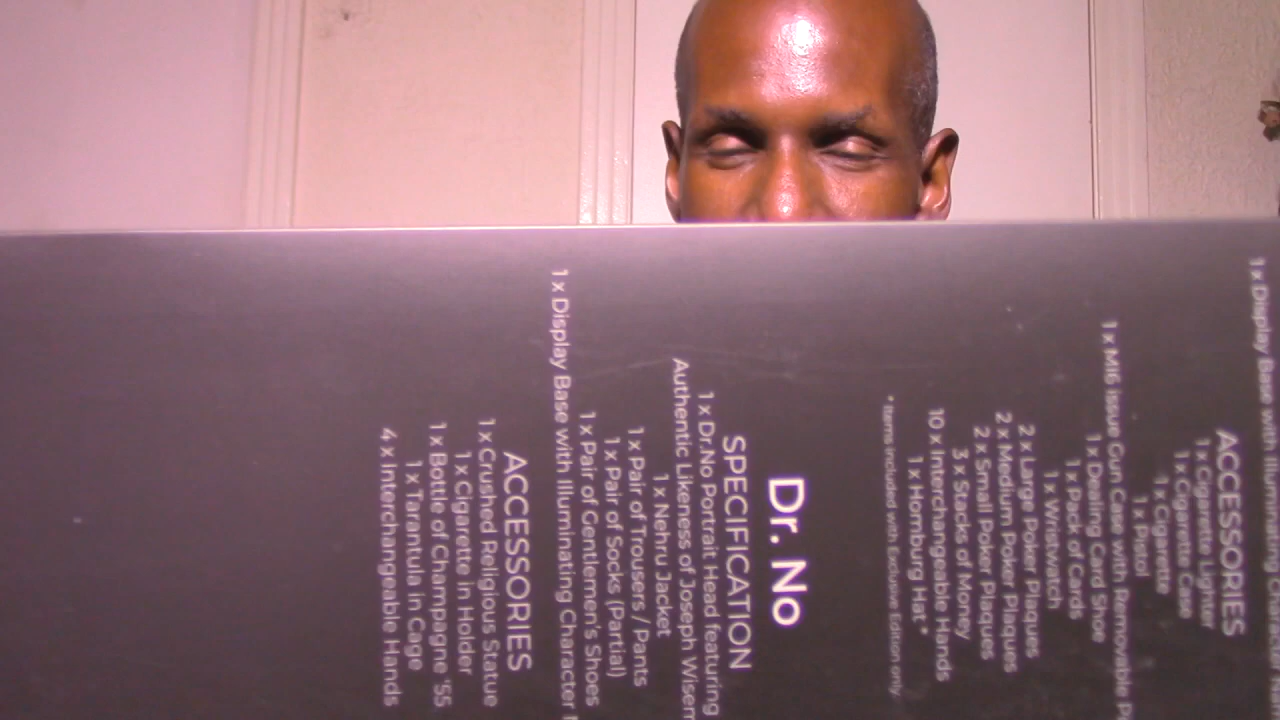 1 x Display Base with Illuminating
ACCESSORIES
1 x Cigarette Lighter
1 x Cigarette Case
1 x Cigarette
1 x Pistol
1 x MI6 issue Gun Case with Removable
1 x Dealing Card Shoe
1 x Pack of Cards
1 x Wristwatch
2 x Large Poker Plaques
2 x Medium Poker Plaques
2 x Small Poker Plaques
3 x Stacks of Money
10 x Interchangeable Hands
1 x Homburg Hat *
* Items included with Exclusive Edition only
Dr. No
SPECIFICATION
1 x Dr.No Portrait Head featuring
Authentic Likeness of Joseph
1 x Nehru Jacket
1 x Pair of Trousers / Pants
1 x Pair of Socks (Partial)
1 x Pair of Gentlemen's Shoes
1 x Display Base with Illuminating Character
ACCESSORIES
1 x Crushed Religious Statue
1 x Cigarette in Holder
1 x Bottle of Champagne '55
1 x Tarantula in Cage
4 x Interchangeable Hands